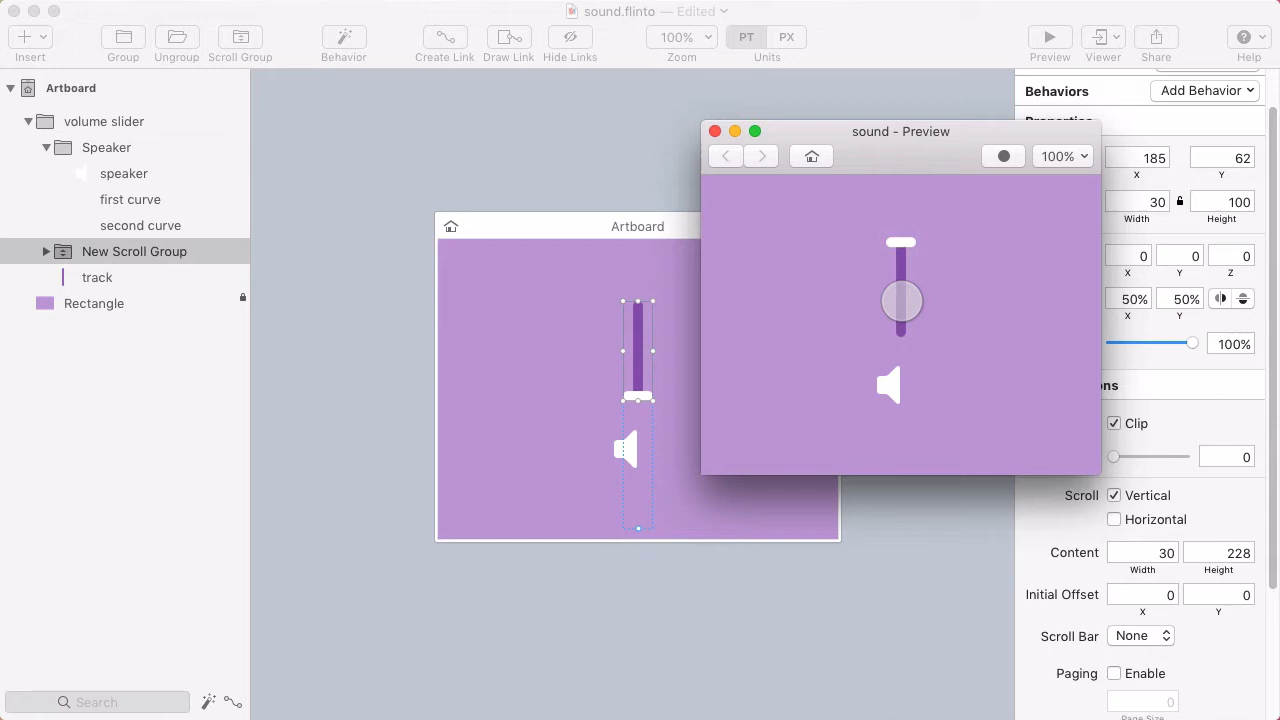 sound.flinto — Edited
Insert
Group
Ungroup
Scroll Group
Behavior
Create Link
Draw Link
Hide Links
100%
Zoom
PT
PX
Units
Preview
Viewer
Share
Help
Artboard
volume slider
Speaker
speaker
first curve
second curve
New Scroll Group
track
Rectangle
Search
Artboard
sound - Preview
100%
Behaviors
Add Behavior
185
62
X
Y
30
100
Width
Height
0
0
0
X
Y
Z
50%
50%
X
Y
100%
Clip
0
Scroll
Vertical
Horizontal
Content
30
228
Width
Height
Initial Offset
0
0
X
Y
Scroll Bar
None
Paging
Enable
0